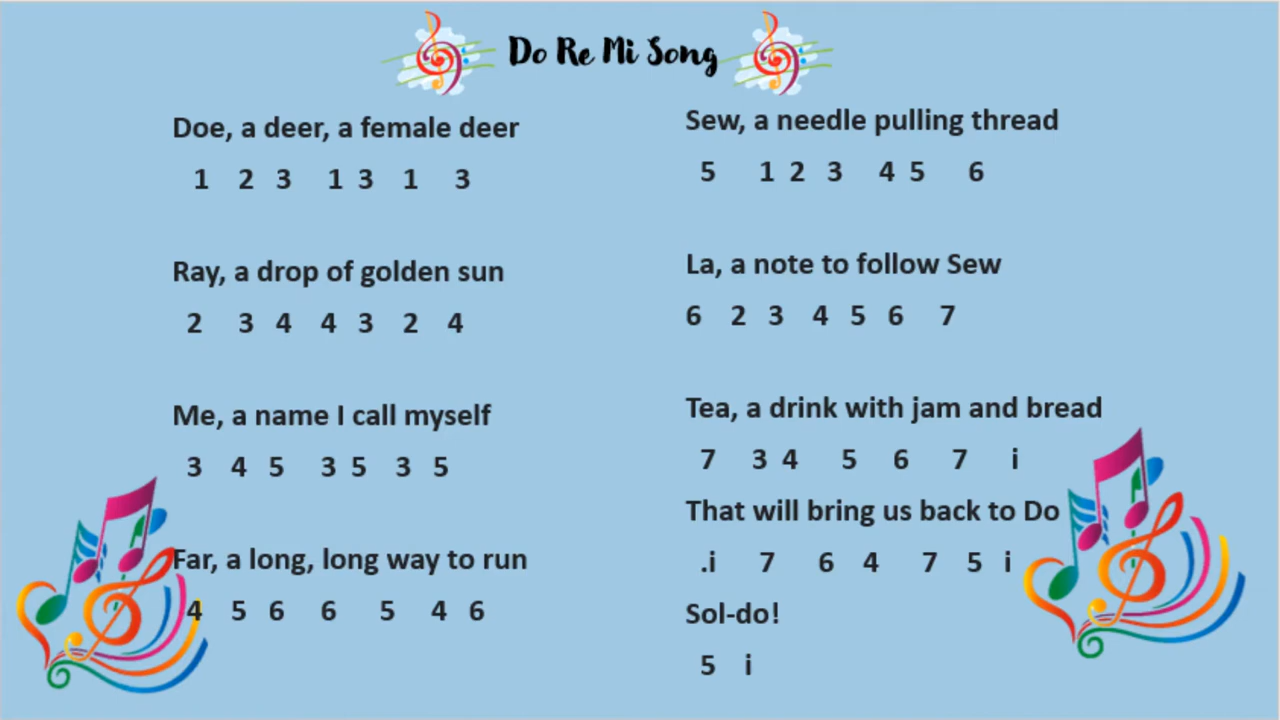 Do Re Mi Song
Doe, a deer, a female deer
1 2 3 1 3 1 3
Ray, a drop of golden sun
2 3 4 4 3 2 4
Me, a name I call myself
3 4 5 3 5 3 5
Far, a long, long way to run
4 5 6 6 5 4 6
Sew, a needle pulling thread
5 1 2 3 4 5 6
La, a note to follow Sew
6 2 3 4 5 6 7
Tea, a drink with jam and bread
7 3 4 5 6 7 i
That will bring us back to Do
.i 7 6 4 7 5 i
Sol-do!
5 i